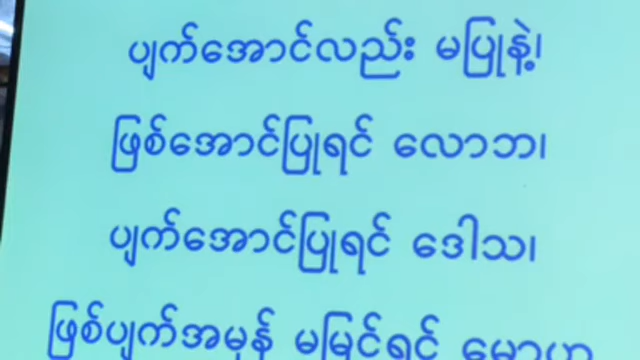 ပျက်အောင်လည်း မပြုနဲ့၊
ဖြစ်အောင်ပြုရင် လောဘ၊
ပျက်အောင်ပြုရင် ဒေါသ၊
ဖြစ်ပျက်အမှန် မမြင်ရင် မောဟ